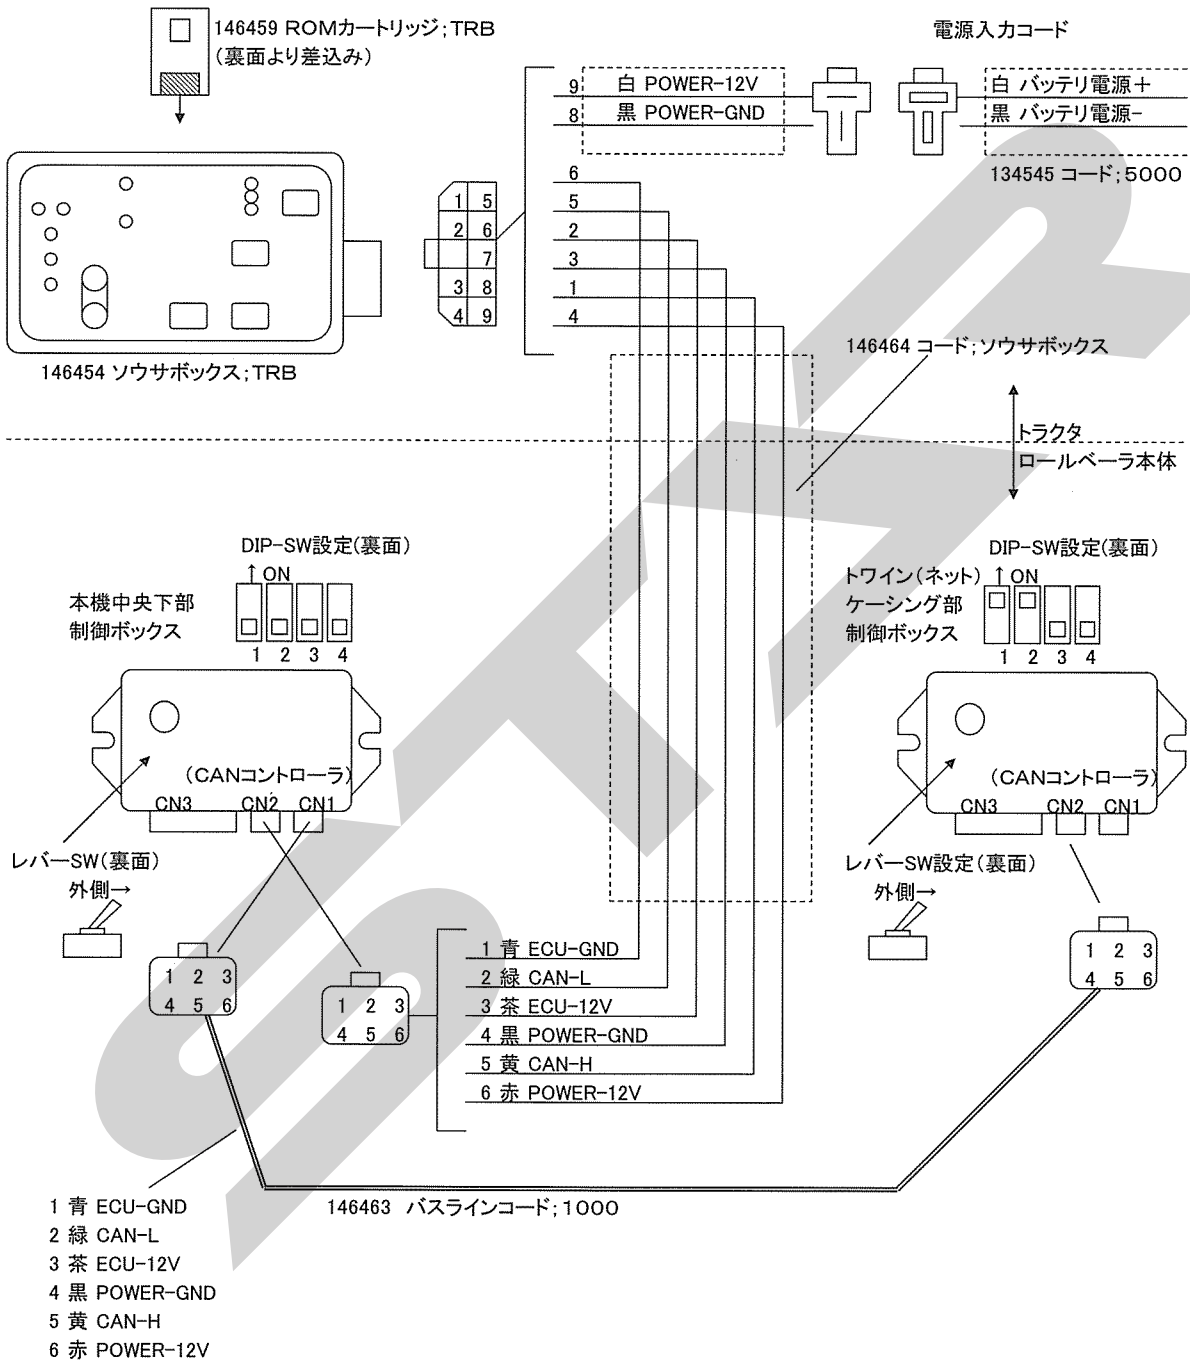 146459 ROMカートリッジ;TRB
(裏面より差込み)
電源入力コード
9 白 POWER-12V
8 黒 POWER-GND
白 バッテリ電源+
黒 バッテリ電源-
134545 コード;5000
6
5
2
3
1
4
1 5
2 6
7
3 8
4 9
146454 ソウサボックス;TRB
146464 コード;ソウサボックス
トラクタ
ロールベーラ本体
DIP-SW設定(裏面)
↑ ON
本機中央下部
制御ボックス
1 2 3 4
(CANコントローラ)
CN3 CN2 CN1
レバーSW(裏面)
外側→
DIP-SW設定(裏面)
トワイン(ネット)
ケーシング部
制御ボックス
↑ ON
1 2 3 4
(CANコントローラ)
CN3 CN2 CN1
レバーSW設定(裏面)
外側→
1 2 3
4 5 6
1 2 3
4 5 6
1 青 ECU-GND
2 緑 CAN-L
3 茶 ECU-12V
4 黒 POWER-GND
5 黄 CAN-H
6 赤 POWER-12V
1 2 3
4 5 6
146463 バスラインコード;1000
1 青 ECU-GND
2 緑 CAN-L
3 茶 ECU-12V
4 黒 POWER-GND
5 黄 CAN-H
6 赤 POWER-12V
STAR